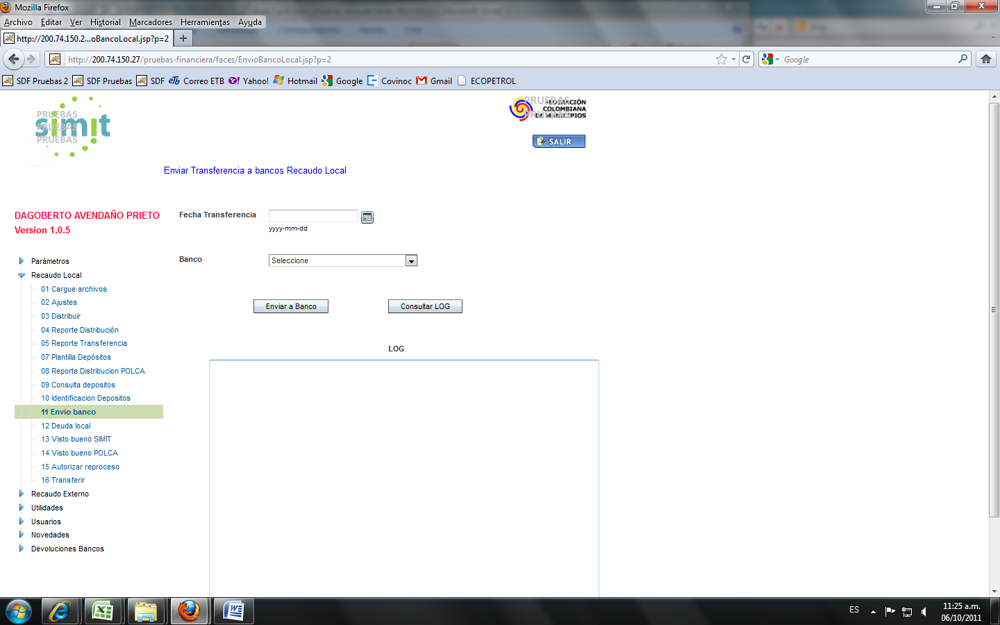 Mozilla Firefox
Archivo Editar Ver Historial Marcadores Herramientas Ayuda
http://200.74.150.2...oBancoLocal.jsp?p=2
http://200.74.150.27/pruebas-financiera/faces/EnvioBancoLocal.jsp?p=2
Google
SDF Pruebas 2 SDF Pruebas SDF Correo ETB Yahoo! Hotmail Google Covinoc Gmail ECOPETROL
PRUEBAS
simit
PRUEBAS
PRUEBAS
PRUEBAS
FEDERACIÓN
COLOMBIANA
DE MUNICIPIOS
SALIR
Enviar Transferencia a bancos Recaudo Local
DAGOBERTO AVENDAÑO PRIETO
Version 1.0.5
Fecha Transferencia
yyyy-mm-dd
Banco
Seleccione
Enviar a Banco
Consultar LOG
LOG
Parámetros
Recaudo Local
01 Cargue archivos
02 Ajustes
03 Distribuir
04 Reporte Distribución
05 Reporte Transferencia
07 Plantilla Depósitos
08 Reporte Distribucion POLCA
09 Consulta depositos
10 Identificacion Depositos
11 Envio banco
12 Deuda local
13 Visto bueno SIMIT
14 Visto bueno POLCA
15 Autorizar reproceso
16 Transferir
Recaudo Externo
Utilidades
Usuarios
Novedades
Devoluciones Bancos
ES
11:25 a.m.
06/10/2011